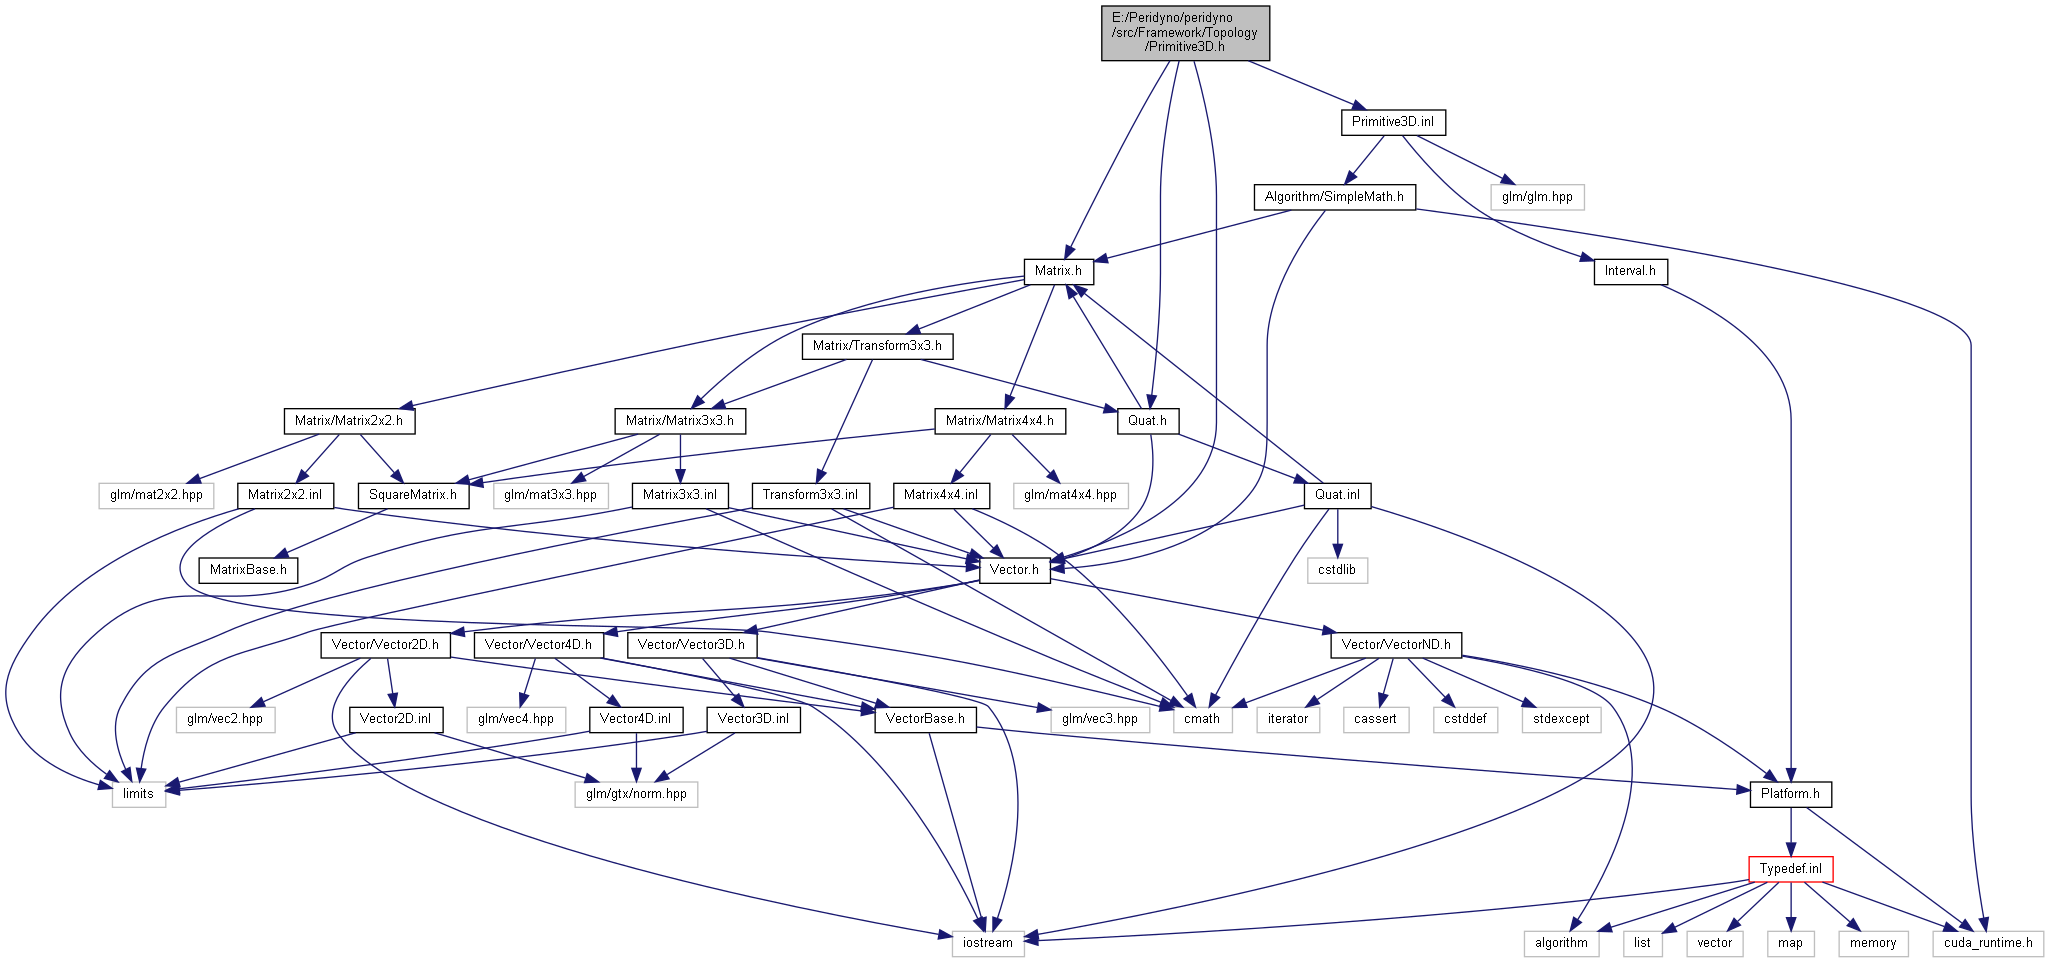 E:/Peridyno/peridyno
/src/Framework/Topology
/Primitive3D.h
Primitive3D.inl
Algorithm/SimpleMath.h
glm/glm.hpp
Matrix.h
Interval.h
Matrix/Transform3x3.h
Matrix/Matrix2x2.h
Matrix/Matrix3x3.h
Matrix/Matrix4x4.h
Quat.h
glm/mat2x2.hpp
Matrix2x2.inl
SquareMatrix.h
glm/mat3x3.hpp
Matrix3x3.inl
Transform3x3.inl
Matrix4x4.inl
glm/mat4x4.hpp
Quat.inl
MatrixBase.h
Vector.h
cstdlib
Vector/Vector2D.h
Vector/Vector4D.h
Vector/Vector3D.h
Vector/VectorND.h
glm/vec2.hpp
Vector2D.inl
glm/vec4.hpp
Vector4D.inl
Vector3D.inl
VectorBase.h
glm/vec3.hpp
cmath
iterator
cassert
cstddef
stdexcept
limits
glm/gtx/norm.hpp
Platform.h
Typedef.inl
iostream
algorithm
list
vector
map
memory
cuda_runtime.h